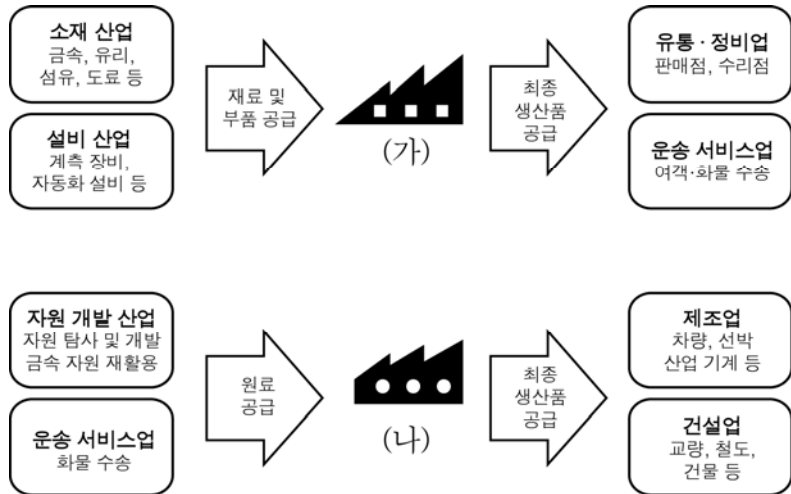 소재 산업
금속, 유리,
섬유, 도료 등
설비 산업
계측 장비,
자동화 설비 등
재료 및
부품 공급
(가)
최종
생산품
공급
유통·정비업
판매점, 수리점
운송 서비스업
여객·화물 수송
자원 개발 산업
자원 탐사 및 개발
금속 자원 재활용
운송 서비스업
화물 수송
원료
공급
(나)
최종
생산품
공급
제조업
차량, 선박
산업 기계 등
건설업
교량, 철도,
건물 등